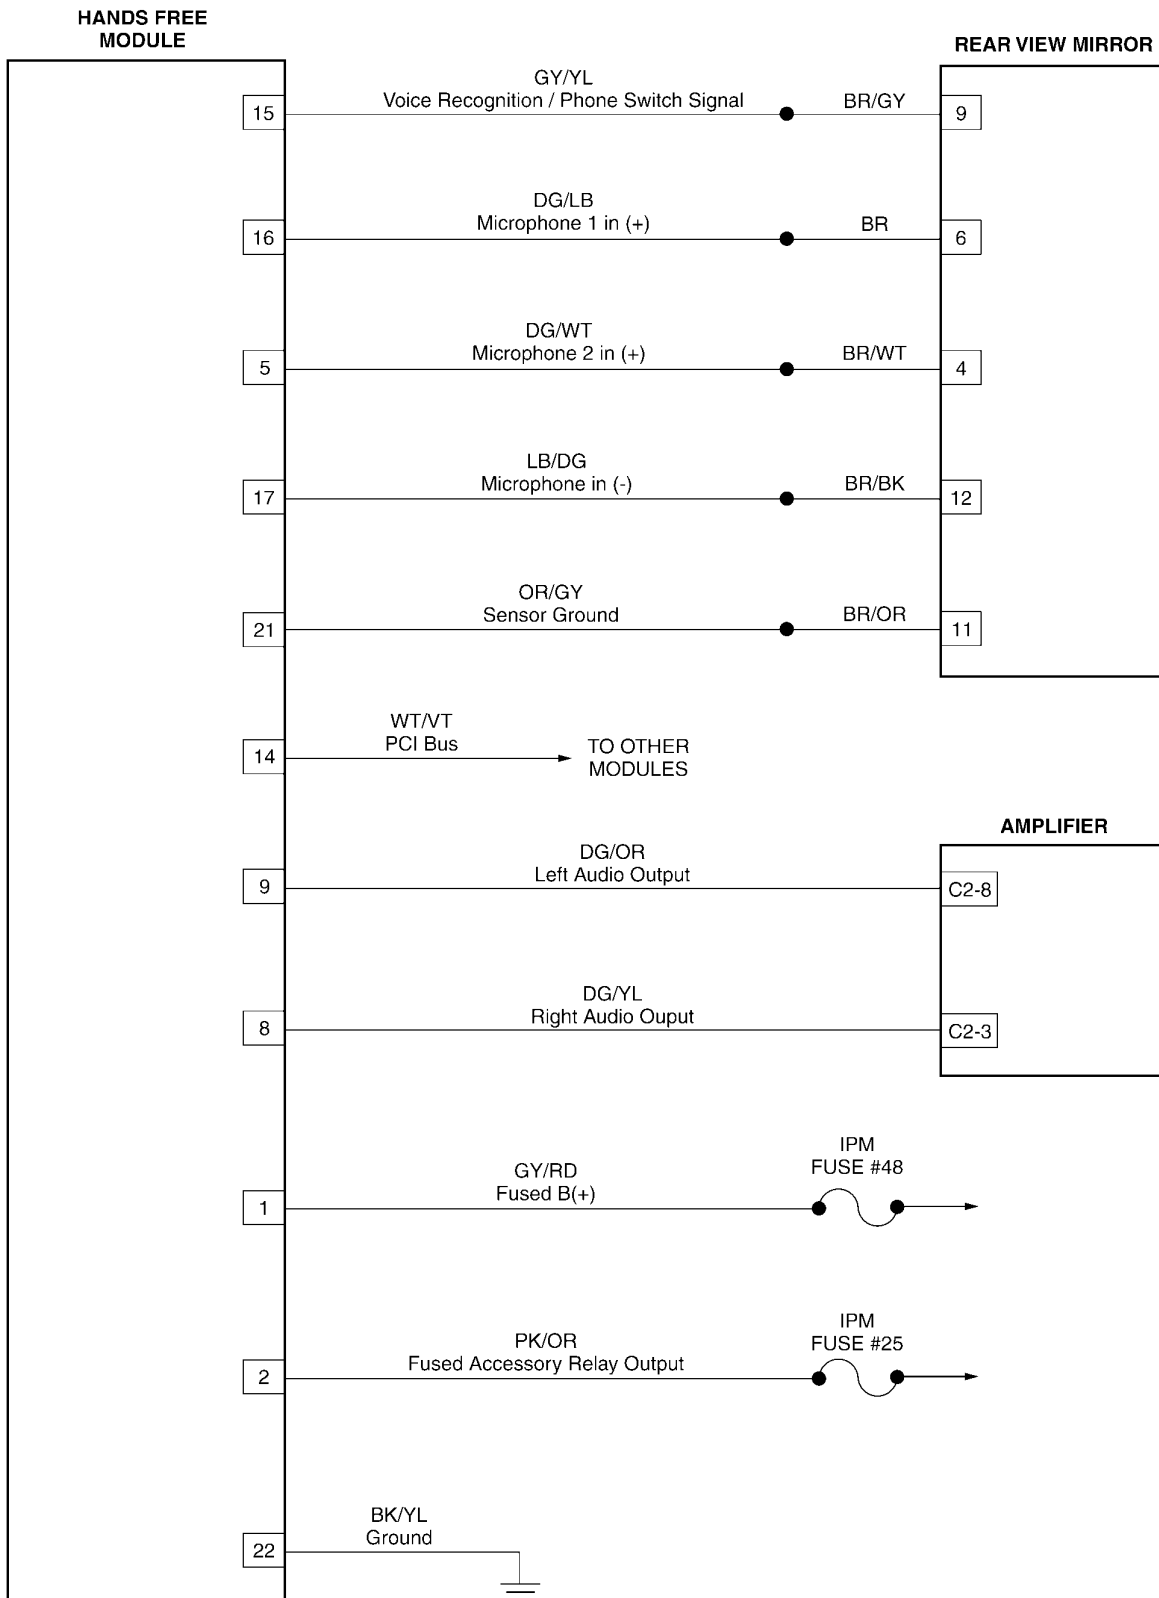 HANDS FREE
MODULE
REAR VIEW MIRROR
GY/YL
Voice Recognition / Phone Switch Signal
BR/GY
15
9
DG/LB
Microphone 1 in (+)
BR
16
6
DG/WT
Microphone 2 in (+)
BR/WT
5
4
LB/DG
Microphone in (-)
BR/BK
17
12
OR/GY
Sensor Ground
BR/OR
21
11
WT/VT
PCI Bus
14
TO OTHER
MODULES
AMPLIFIER
DG/OR
Left Audio Output
9
C2-8
DG/YL
Right Audio Ouput
8
C2-3
IPM
FUSE #48
GY/RD
Fused B(+)
1
IPM
FUSE #25
PK/OR
Fused Accessory Relay Output
2
BK/YL
Ground
22